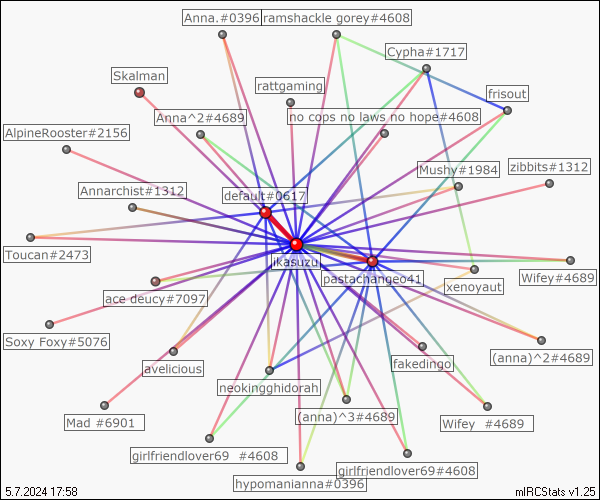 Anna.#0396
ramshackle gorey#4608
Cypha#1717
Skalman
rattgaming
frisout
Anna^2#4689
no cops no laws no hope#4608
AlpineRooster#2156
Mushy#1984
zibbits#1312
Annarchist#1312
default#0617
Toucan#2473
ikasuzu
pastachangeo41
Wifey#4689
xenoyaut
ace deucy#7097
Soxy Foxy#5076
avelicious
fakedingo
(anna)^2#4689
neokingghidorah
Mad #6901
(anna)^3#4689
Wifey  #4689
girlfriendlover69  #4608
girlfriendlover69#4608
hypomanianna#0396
5.7.2024 17:58
mIRCStats v1.25